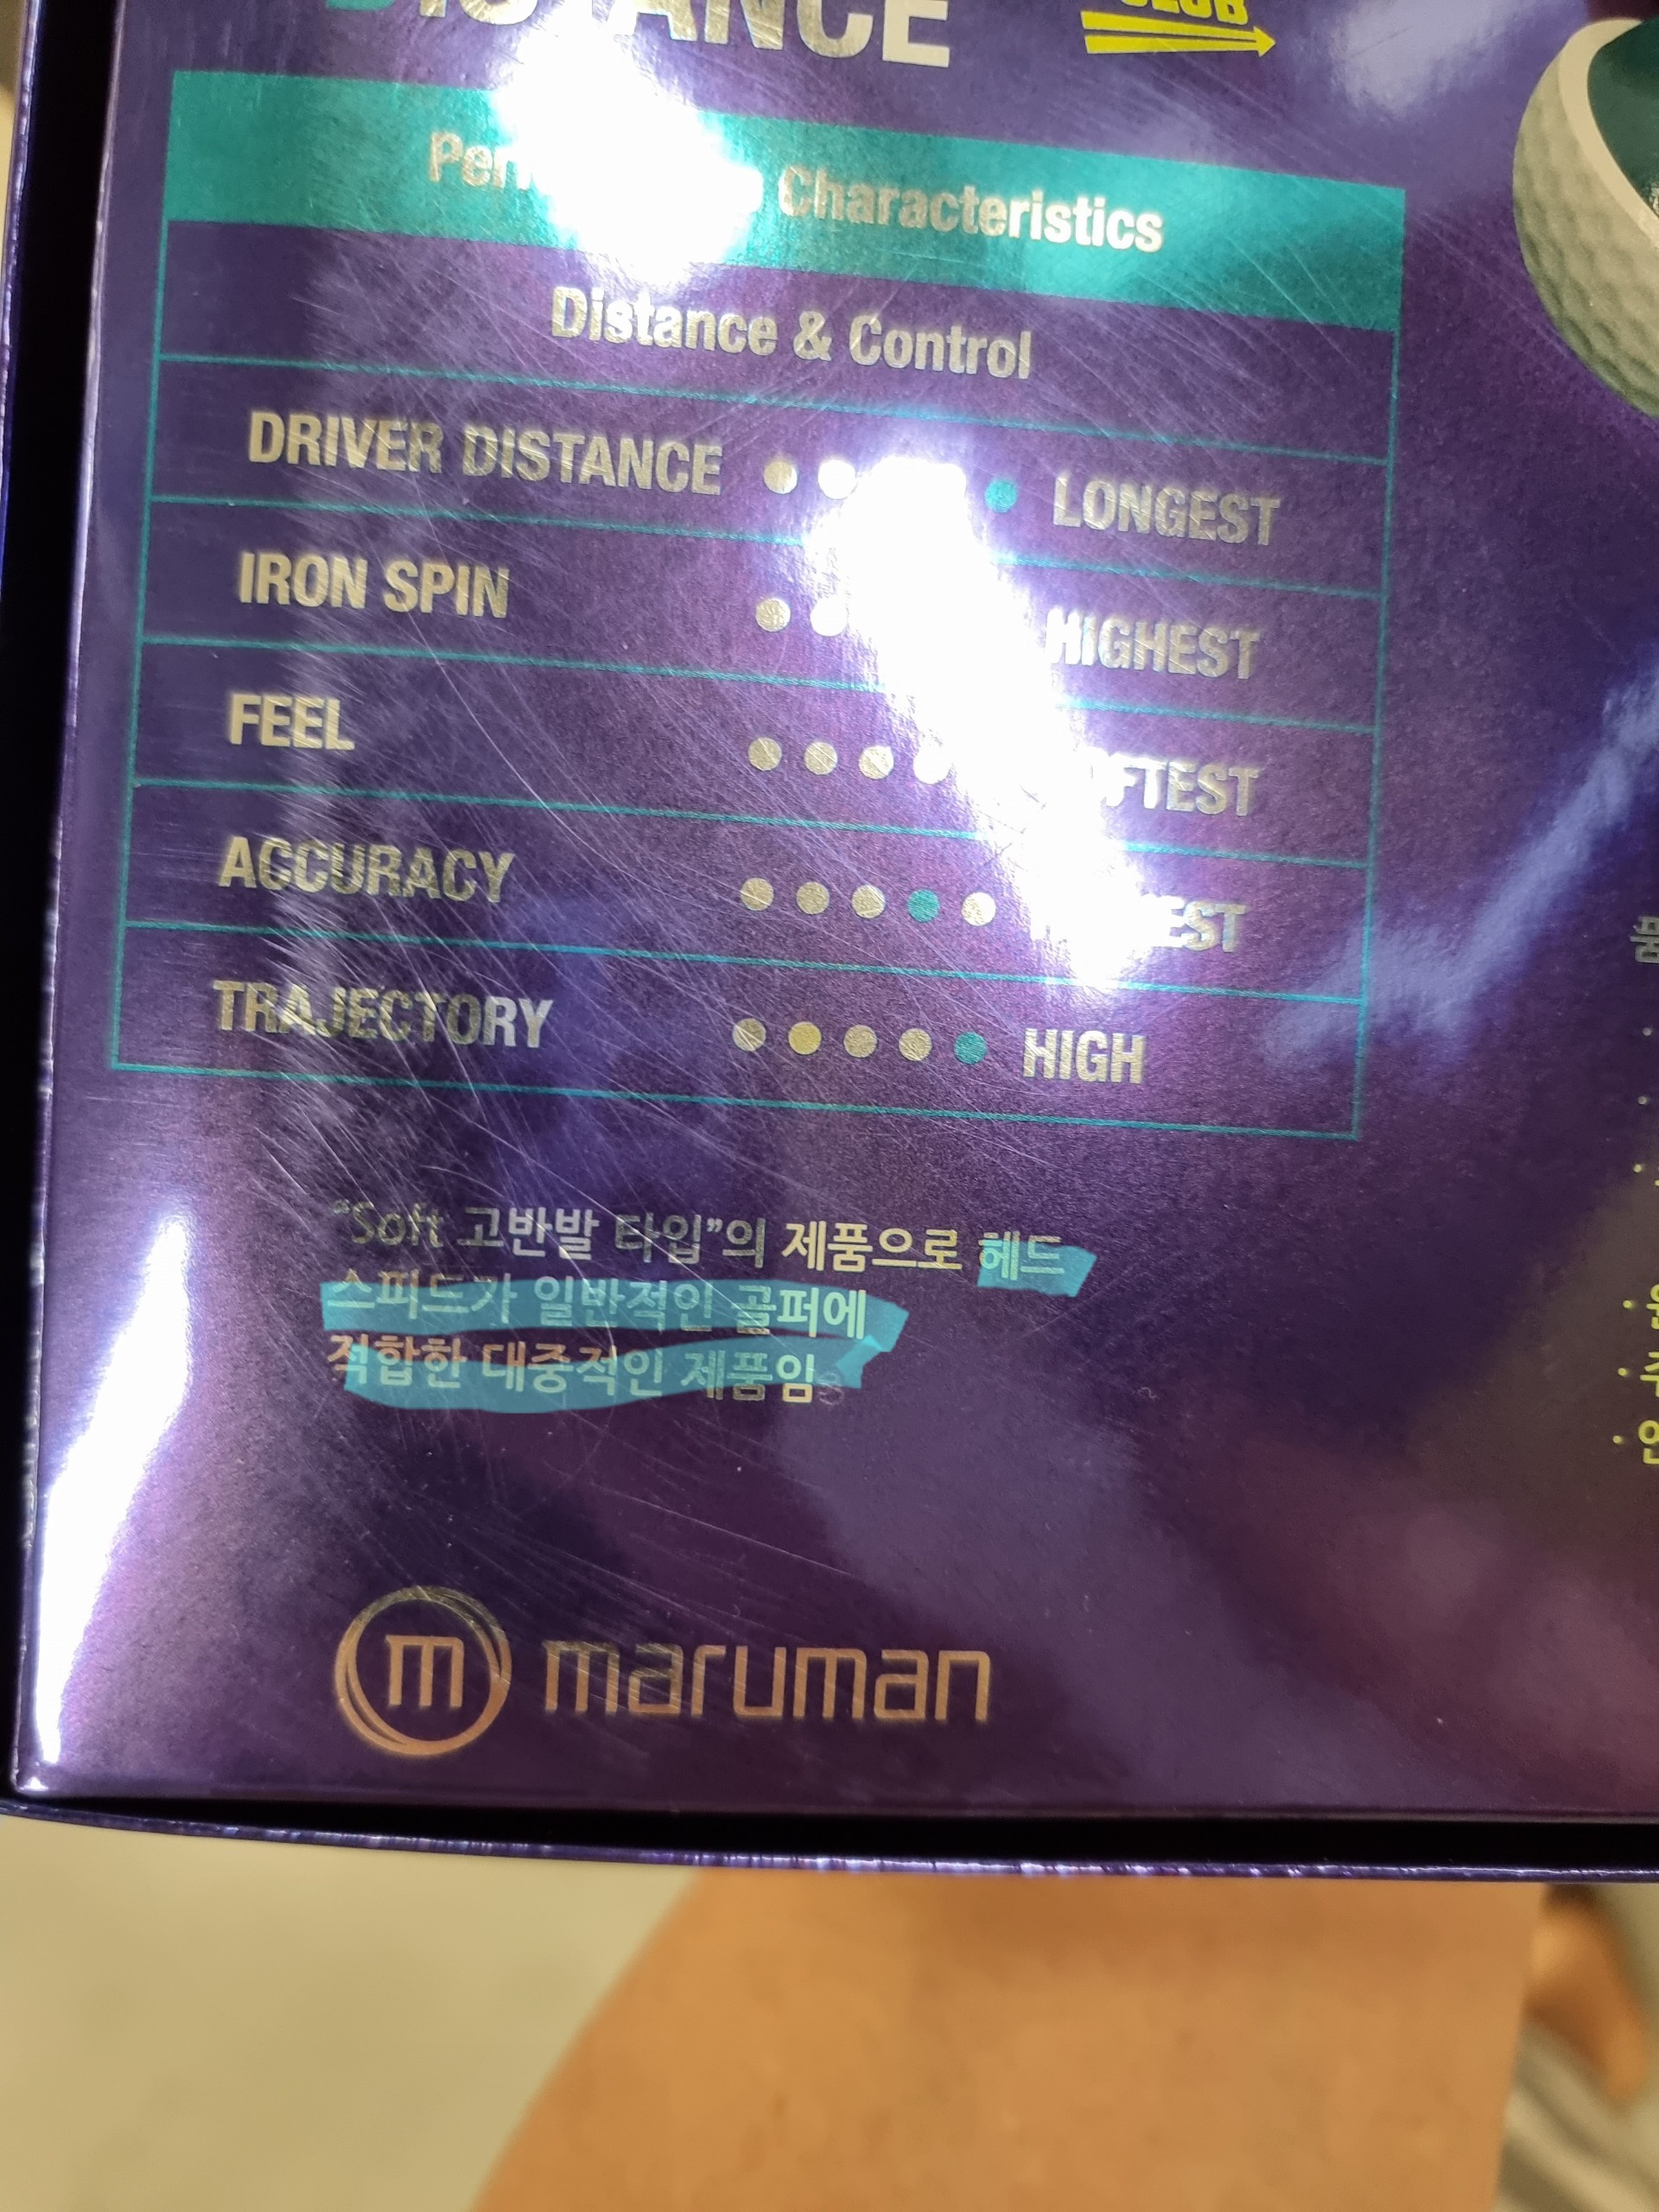 DISTANCE
CLUB
Characteristics
Distance & Control
DRIVER DISTANCE LONGEST
IRON SPIN HIGHEST
FEEL
ACCURACY
TRAJECTORY HIGH
“Soft 고반발 타입”의 제품으로 헤드
스피드가 일반적인 골퍼에
적합한 대중적인 제품임.
m maruman